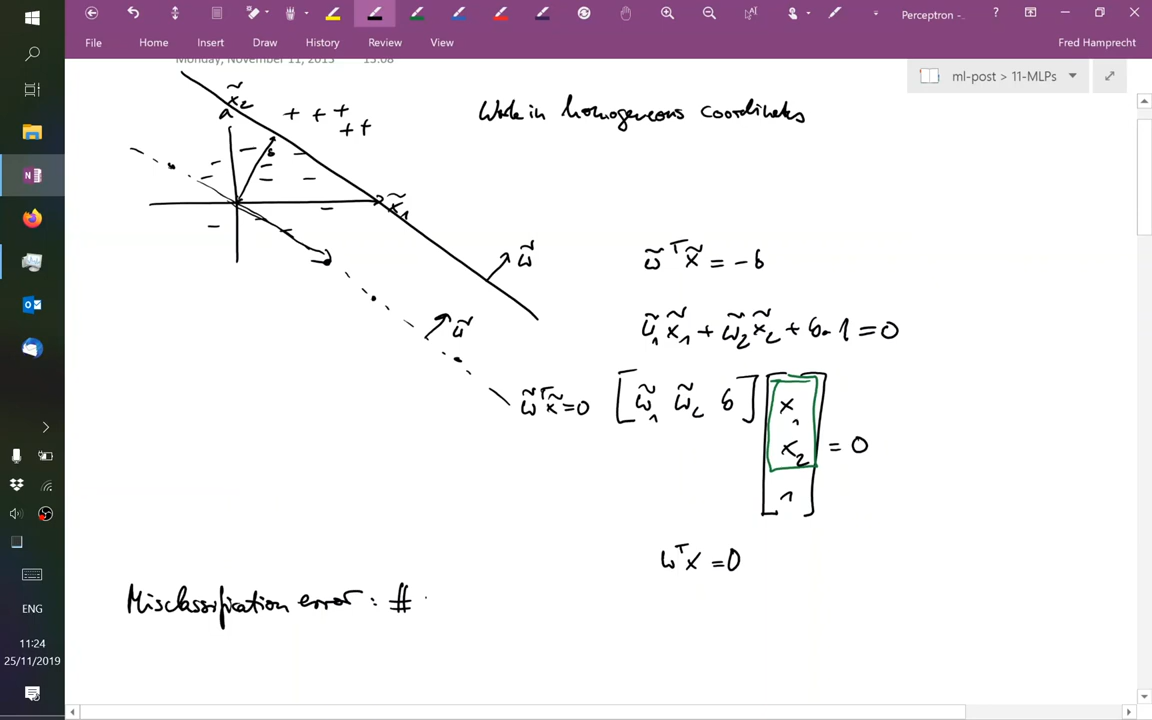 Perceptron -..
File Home Insert Draw History Review View
Fred Hamprecht
Monday, November 11, 2013 15:08
ml-post > 11-MLPs
Work in homogeneous coordinates
x̃₂
+ + + + +
x̃₁
w̃
w̃
w̃ᵀx̃=0
w̃ᵀx̃ = -b
w̃₁x̃₁ + w̃₂x̃₂ + b·1 = 0
[w̃₁ w̃₂ b] [x₁ x₂ 1] = 0
wᵀx = 0
Misclassification error : #
ENG
11:24
25/11/2019